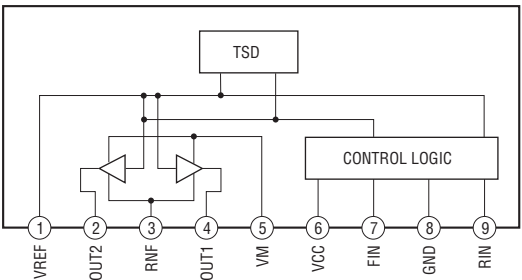 TSD
CONTROL LOGIC
1
2
3
4
5
6
7
8
9
VREF
OUT2
RNF
OUT1
VM
VCC
FIN
GND
RIN